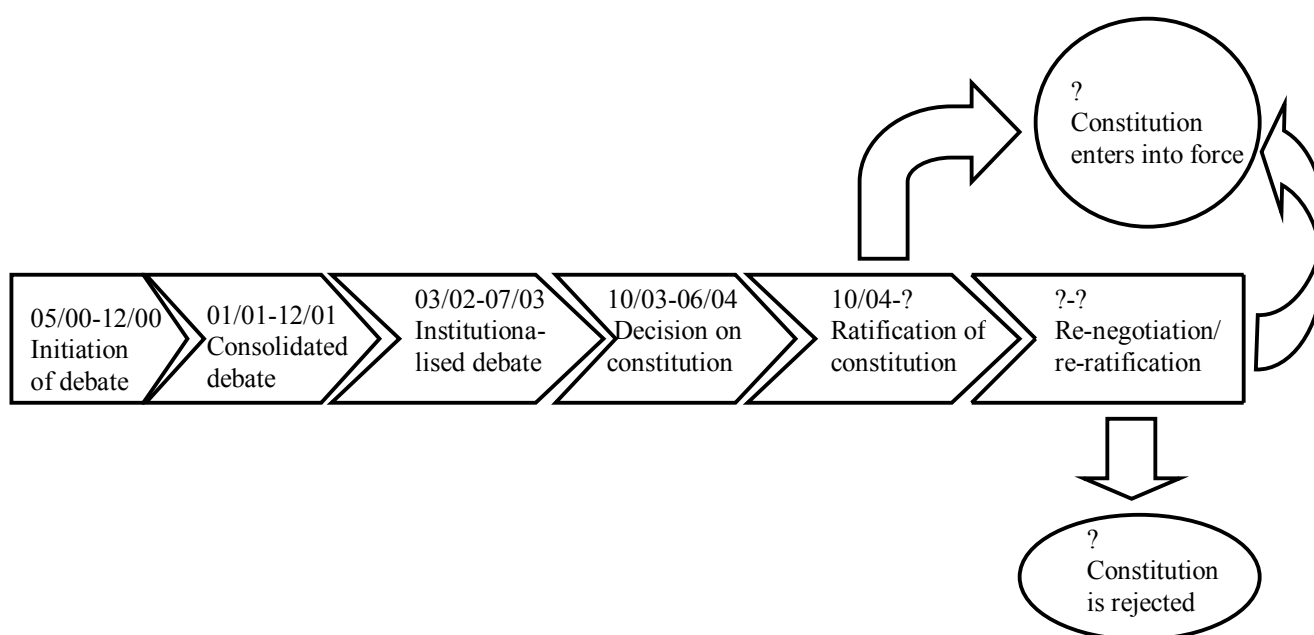 ?
Constitution
enters into force
05/00-12/00
Initiation
of debate
01/01-12/01
Consolidated
debate
03/02-07/03
Institutiona-
lised debate
10/03-06/04
Decision on
constitution
10/04-?
Ratification of
constitution
?-?
Re-negotiation/
re-ratification
?
Constitution
is rejected